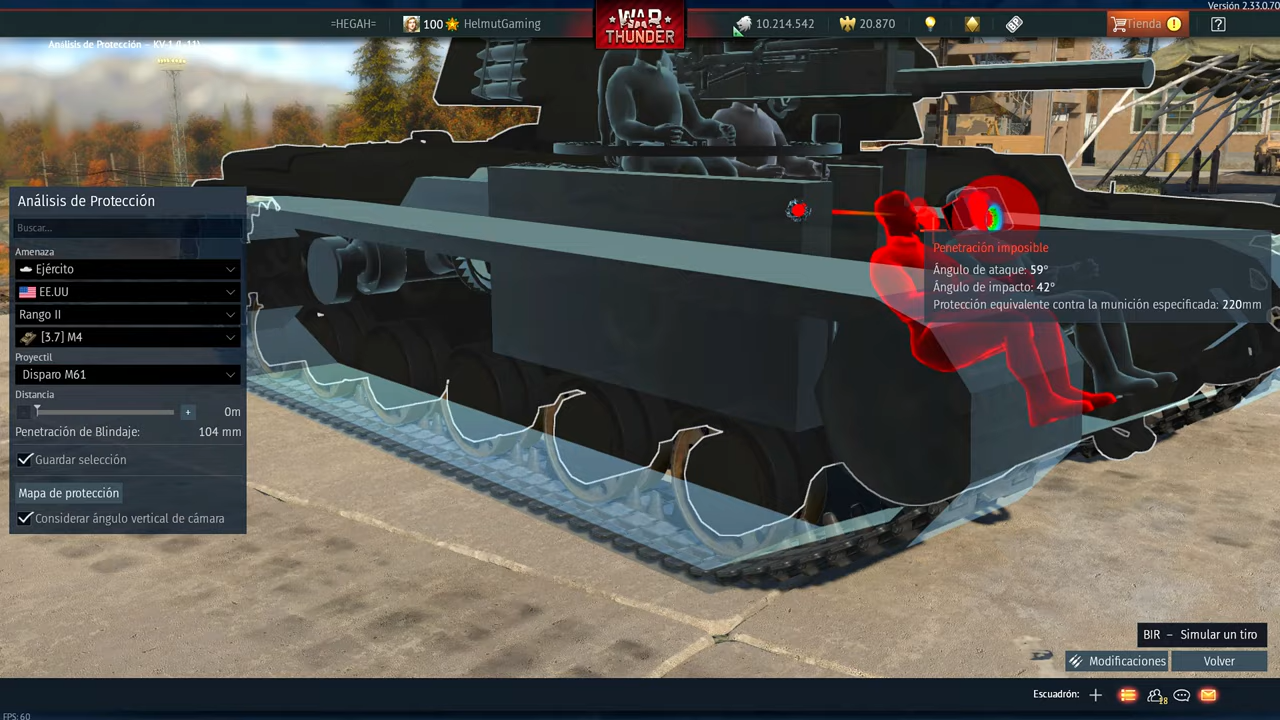 Versión 2.33.0.70
=HEGAH=
100
HelmutGaming
WAR THUNDER
10.214.542
20.870
Tienda
Análisis de Protección – KV-1 (L-11)
Análisis de Protección
Buscar...
Amenaza
Ejército
EE.UU
Rango II
[3.7] M4
Proyectil
Disparo M61
Distancia
- + 0m
Penetración de Blindaje: 104 mm
Guardar selección
Mapa de protección
Considerar ángulo vertical de cámara
Penetración imposible
Ángulo de ataque: 59°
Ángulo de impacto: 42°
Protección equivalente contra la munición especificada: 220mm
BIR – Simular un tiro
Modificaciones
Volver
Escuadrón: +
28
FPS: 60